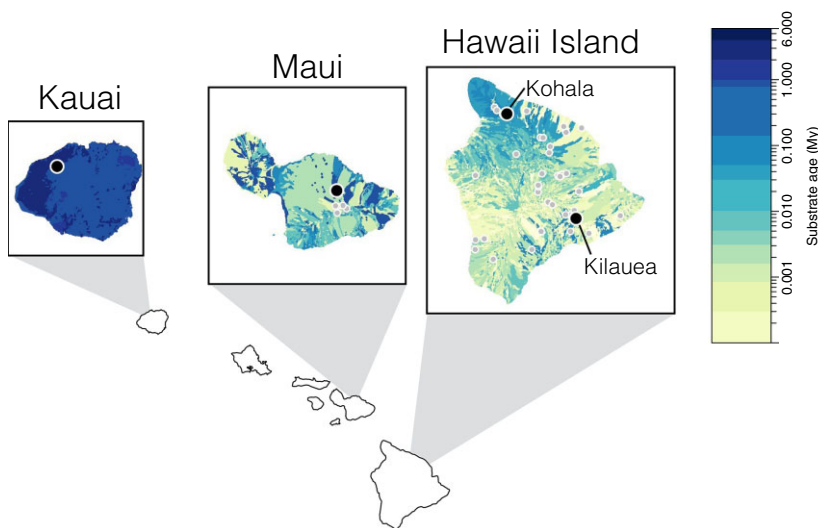 Hawaii Island
Maui
Kauai
Kohala
Kilauea
6.000
1.000
0.100
0.010
0.001
Substrate age (My)